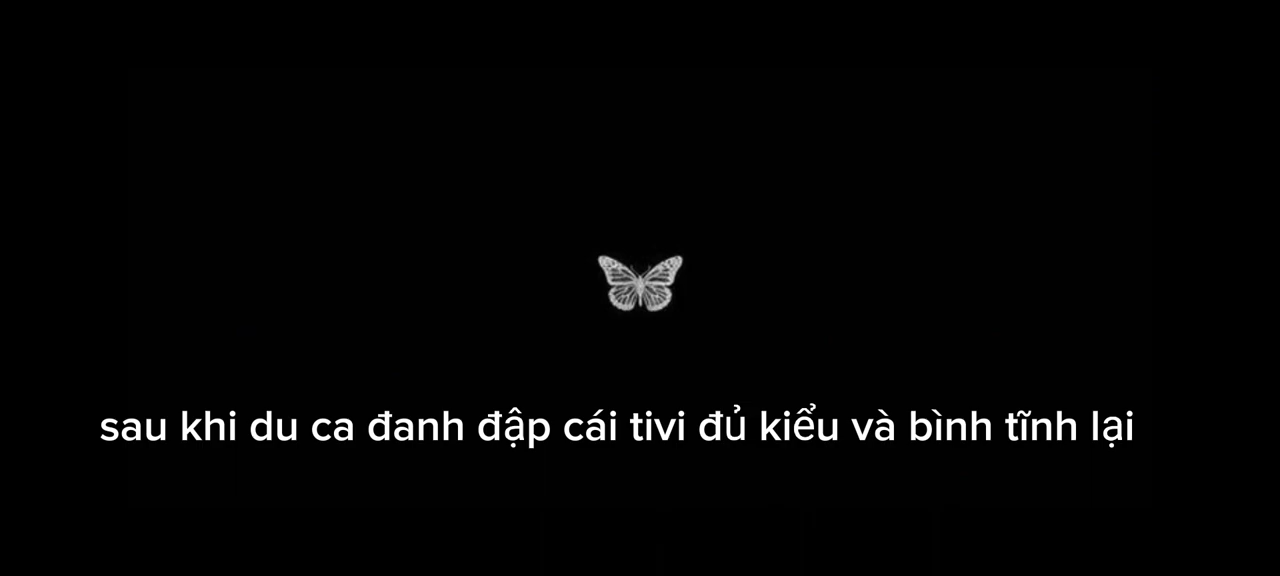 sau khi du ca đanh đập cái tivi đủ kiểu và bình tĩnh lại